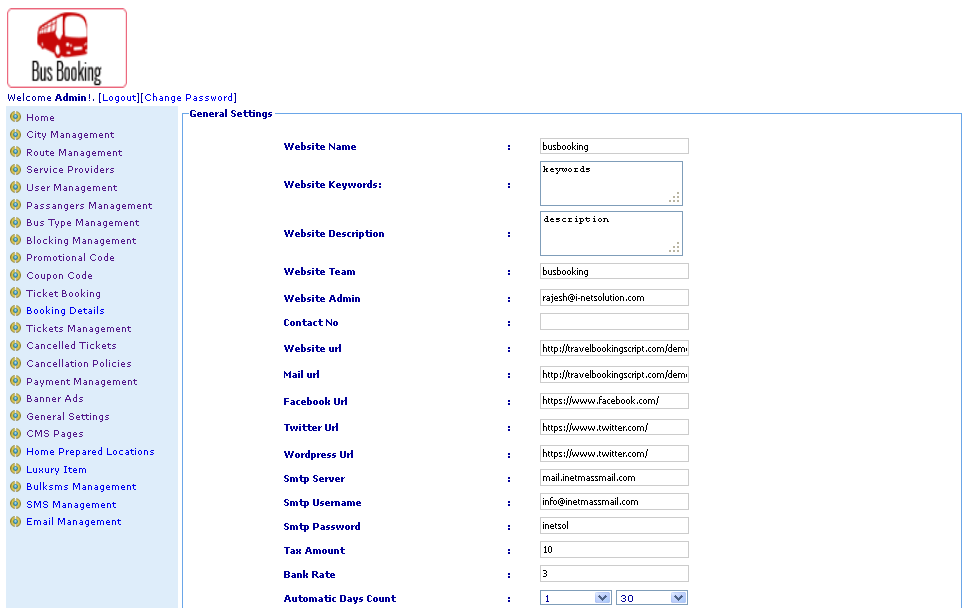 Bus Booking
Welcome Admin!. [Logout][Change Password]
Home
City Management
Route Management
Service Providers
User Management
Passangers Management
Bus Type Management
Blocking Management
Promotional Code
Coupon Code
Ticket Booking
Booking Details
Tickets Management
Cancelled Tickets
Cancellation Policies
Payment Management
Banner Ads
General Settings
CMS Pages
Home Prepared Locations
Luxury Item
Bulksms Management
SMS Management
Email Management
General Settings
Website Name : busbooking
Website Keywords: : keywords
Website Description : description
Website Team : busbooking
Website Admin : rajesh@i-netsolution.com
Contact No :
Website url : http://travelbookingscript.com/dem
Mail url : http://travelbookingscript.com/dem
Facebook Url : https://www.facebook.com/
Twitter Url : https://www.twitter.com/
Wordpress Url : https://www.twitter.com/
Smtp Server : mail.inetmassmail.com
Smtp Username : info@inetmassmail.com
Smtp Password : inetsol
Tax Amount : 10
Bank Rate : 3
Automatic Days Count : 1 30